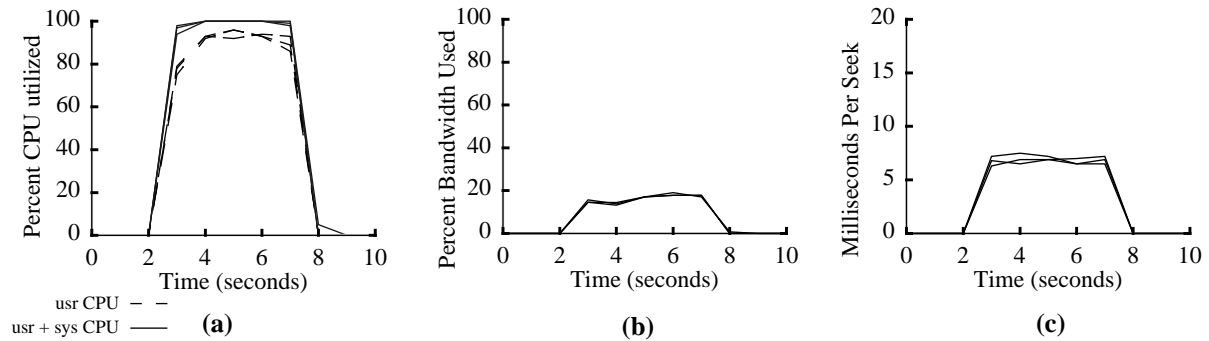 Percent CPU utilized
100
80
60
40
20
0
0 2 4 6 8 10
Time (seconds)
usr CPU
usr + sys CPU
(a)
Percent Bandwidth Used
100
80
60
40
20
0
0 2 4 6 8 10
Time (seconds)
(b)
Milliseconds Per Seek
20
15
10
5
0
0 2 4 6 8 10
Time (seconds)
(c)